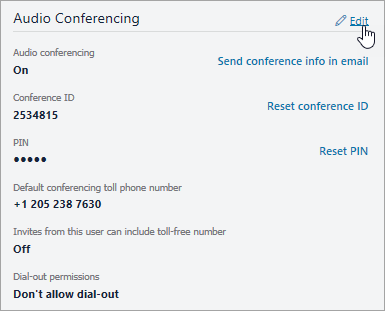 Audio Conferencing
Edit
Audio conferencing
On
Send conference info in email
Conference ID
2534815
Reset conference ID
PIN
•••••
Reset PIN
Default conferencing toll phone number
+1 205 238 7630
Invites from this user can include toll-free number
Off
Dial-out permissions
Don't allow dial-out